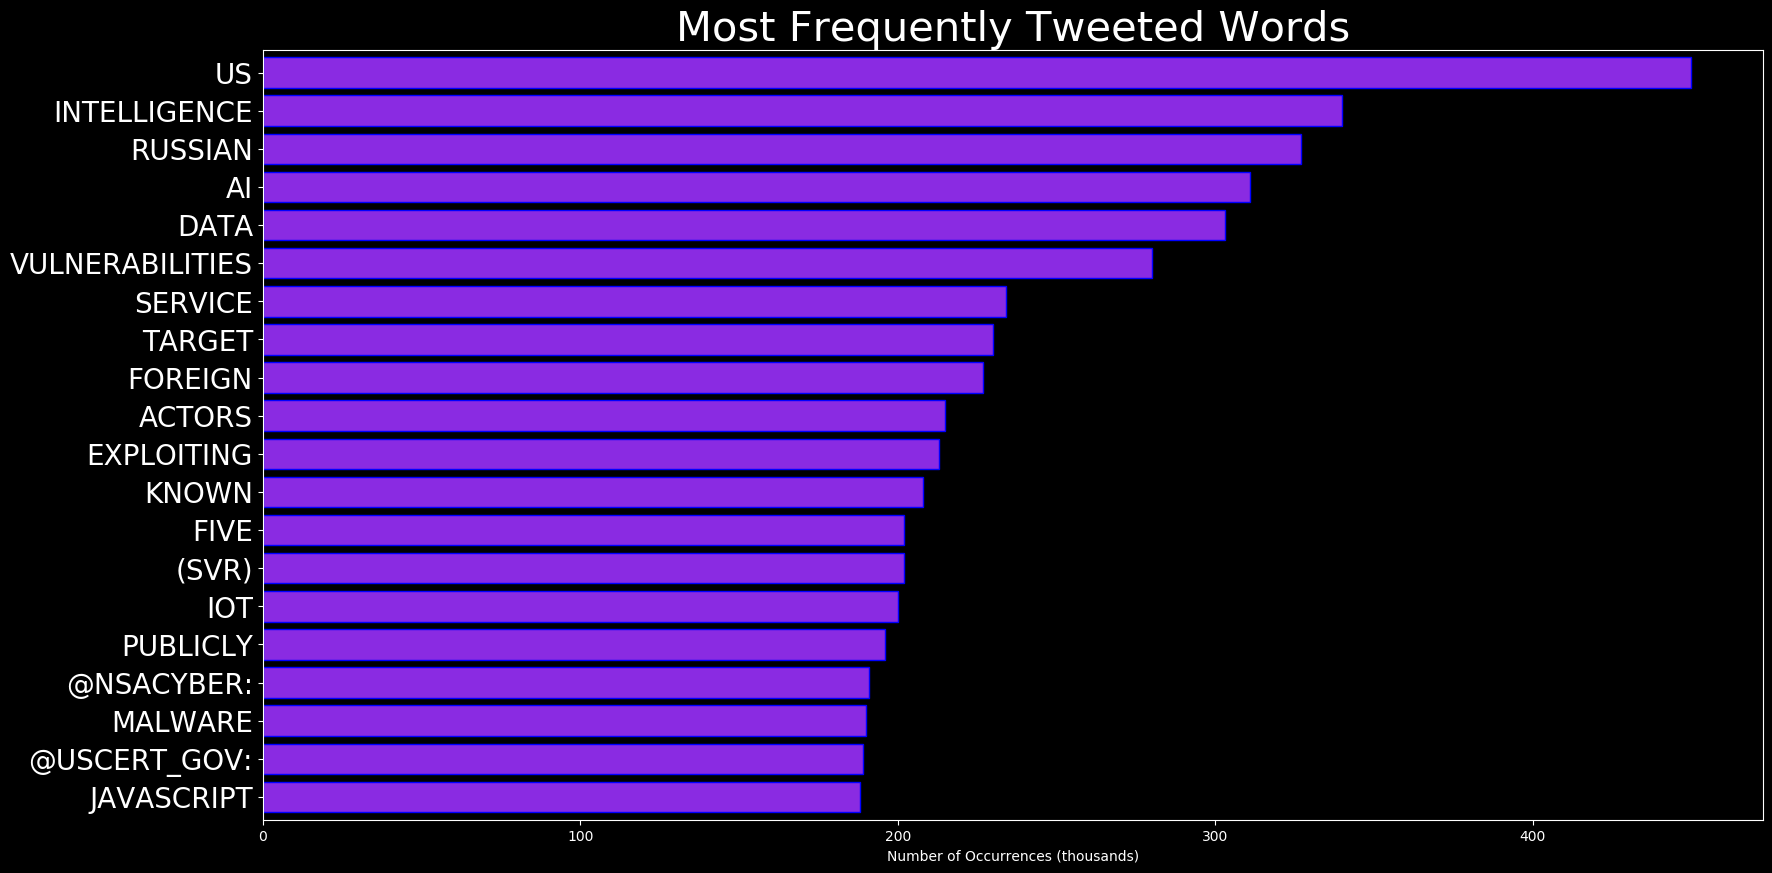 Most Frequently Tweeted Words
US
INTELLIGENCE
RUSSIAN
AI
DATA
VULNERABILITIES
SERVICE
TARGET
FOREIGN
ACTORS
EXPLOITING
KNOWN
FIVE
(SVR)
IOT
PUBLICLY
@NSACYBER:
MALWARE
@USCERT_GOV:
JAVASCRIPT
0 100 200 300 400
Number of Occurrences (thousands)